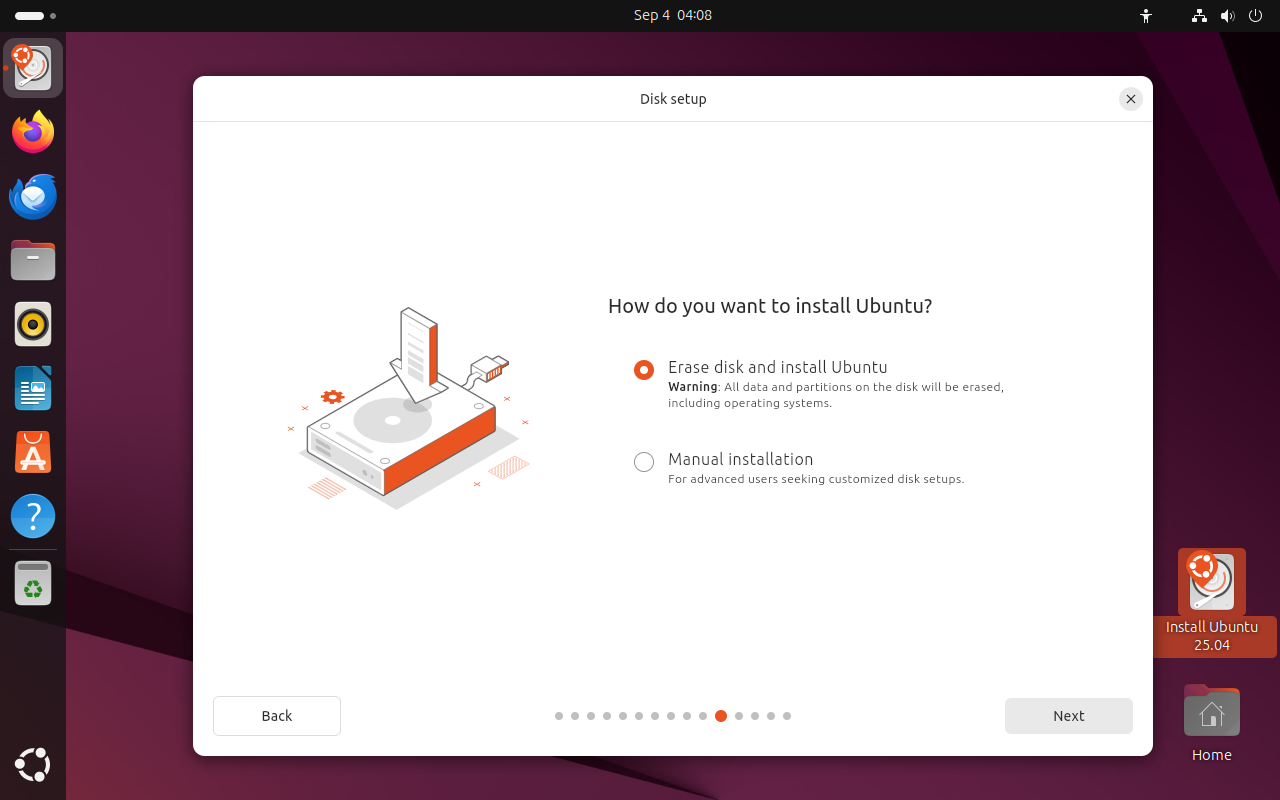 Sep 4 04:08
Disk setup
How do you want to install Ubuntu?
Erase disk and install Ubuntu
Warning: All data and partitions on the disk will be erased,
including operating systems.
Manual installation
For advanced users seeking customized disk setups.
Back
Next
Install Ubuntu
25.04
Home